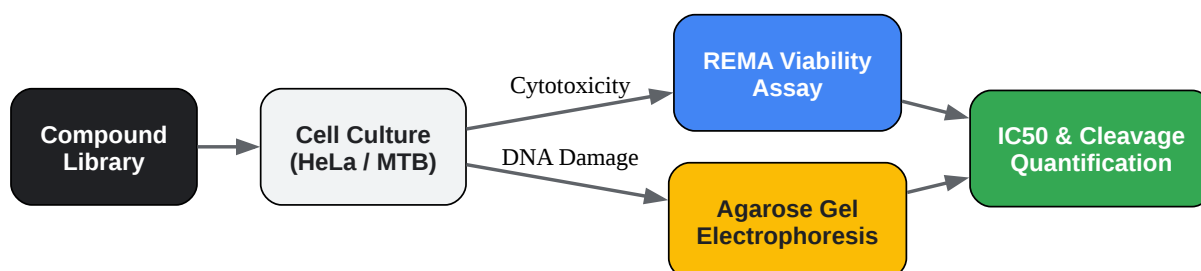 Compound
Library
Cell Culture
(HeLa / MTB)
Cytotoxicity
DNA Damage
REMA Viability
Assay
Agarose Gel
Electrophoresis
IC50 & Cleavage
Quantification